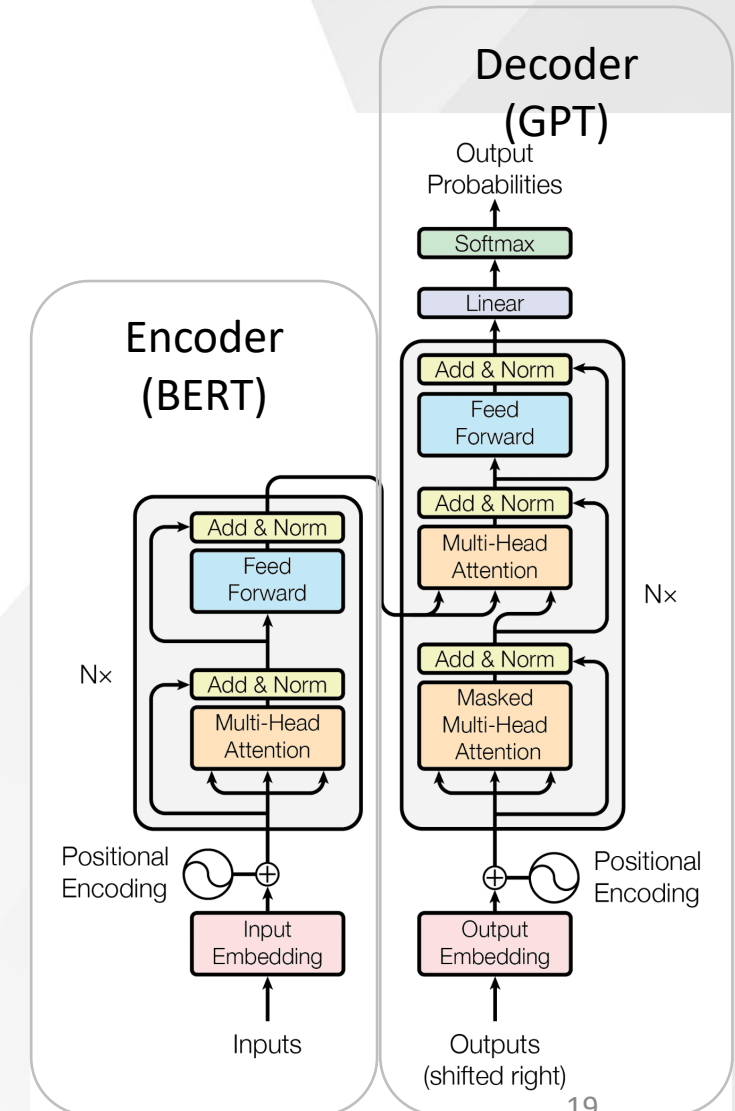 Decoder
(GPT)
Output
Probabilities
Softmax
Linear
Add & Norm
Feed
Forward
Add & Norm
Multi-Head
Attention
Add & Norm
Masked
Multi-Head
Attention
N×
Positional
Encoding
Output
Embedding
Outputs
(shifted right)
Encoder
(BERT)
Add & Norm
Feed
Forward
Add & Norm
Multi-Head
Attention
N×
Positional
Encoding
Input
Embedding
Inputs
19